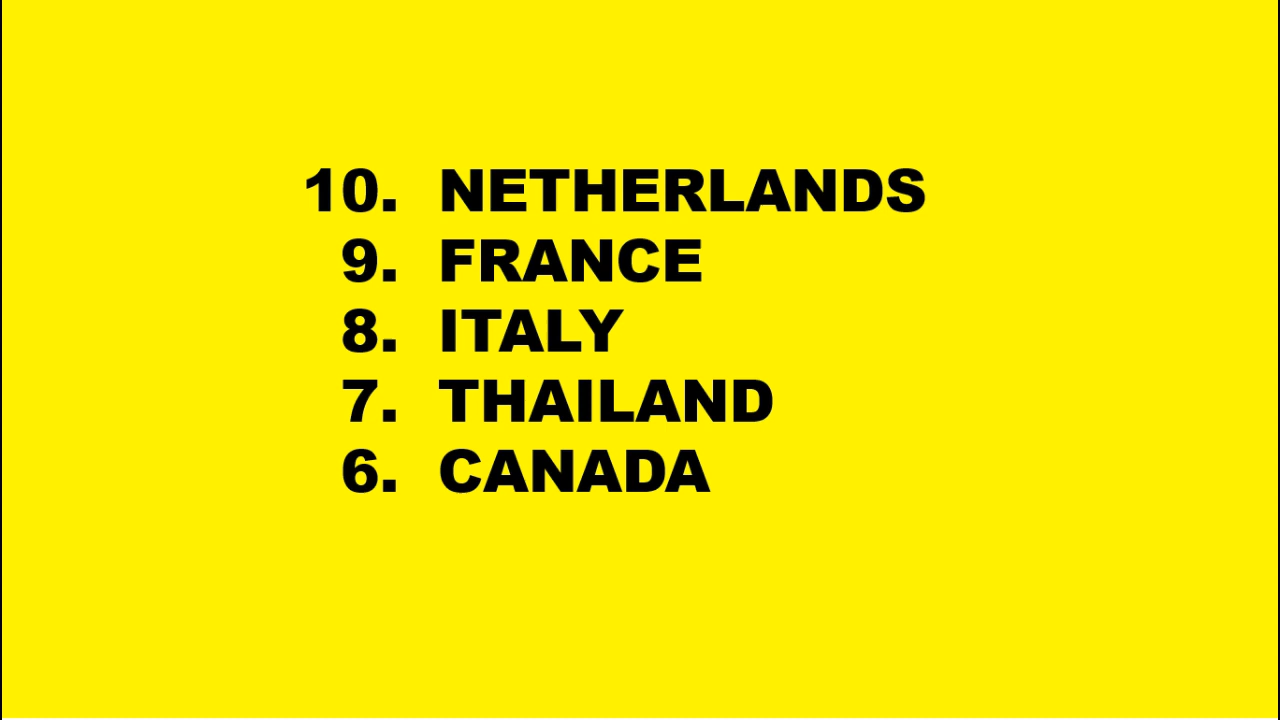 10. NETHERLANDS
9. FRANCE
8. ITALY
7. THAILAND
6. CANADA